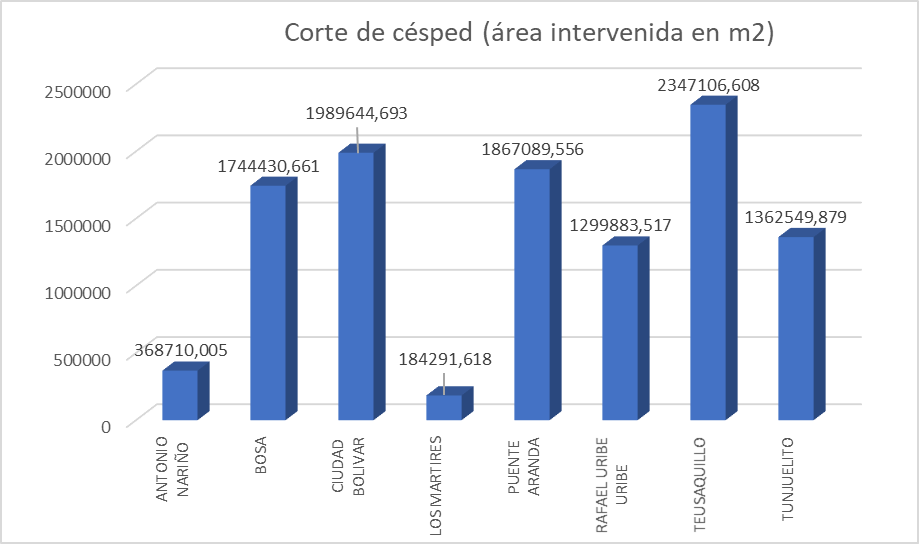 Corte de césped (área intervenida en m2)
2500000
2000000
1500000
1000000
500000
0
368710,005
1744430,661
1989644,693
184291,618
1867089,556
1299883,517
2347106,608
1362549,879
ANTONIO
NARIÑO
BOSA
CIUDAD
BOLIVAR
LOS MARTIRES
PUENTE
ARANDA
RAFAEL URIBE
URIBE
TEUSAQUILLO
TUNJUELITO